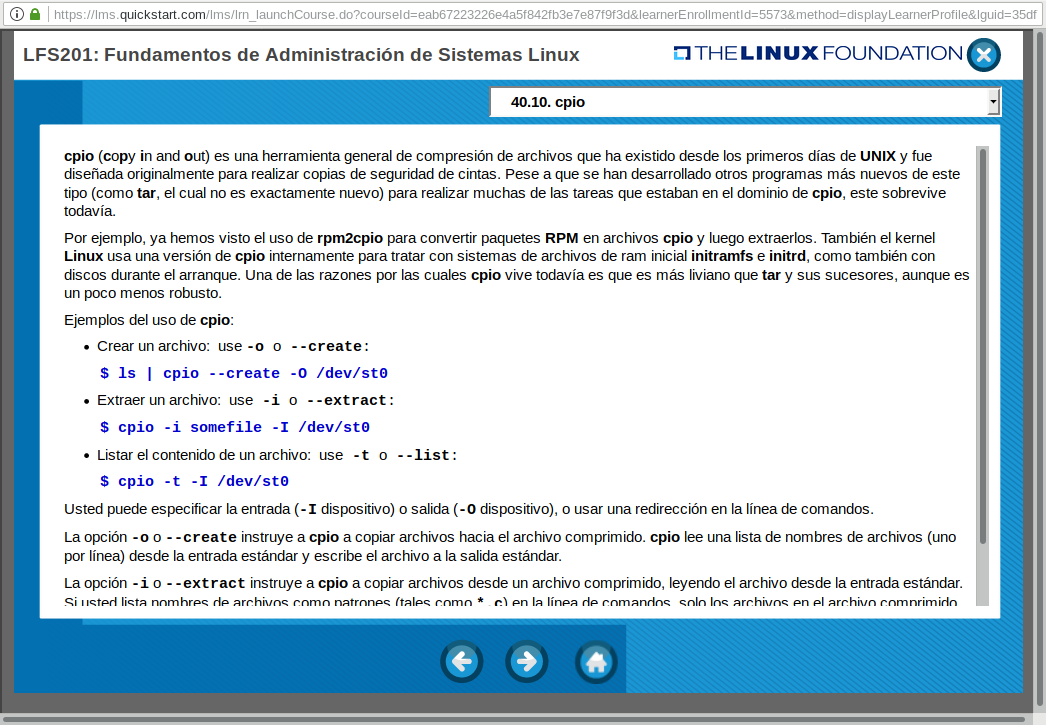 https://lms.quickstart.com/lms/lrn_launchCourse.do?courseId=eab67223226e4a5f842fb3e7e87f9f3d&learnerEnrollmentId=5573&method=displayLearnerProfile&lguid=35df
LFS201: Fundamentos de Administración de Sistemas Linux
THE LINUX FOUNDATION
40.10. cpio
cpio (copy in and out) es una herramienta general de compresión de archivos que ha existido desde los primeros días de UNIX y fue
diseñada originalmente para realizar copias de seguridad de cintas. Pese a que se han desarrollado otros programas más nuevos de este
tipo (como tar, el cual no es exactamente nuevo) para realizar muchas de las tareas que estaban en el dominio de cpio, este sobrevive
todavía.
Por ejemplo, ya hemos visto el uso de rpm2cpio para convertir paquetes RPM en archivos cpio y luego extraerlos. También el kernel
Linux usa una versión de cpio internamente para tratar con sistemas de archivos de ram inicial initramfs e initrd, como también con
discos durante el arranque. Una de las razones por las cuales cpio vive todavía es que es más liviano que tar y sus sucesores, aunque es
un poco menos robusto.
Ejemplos del uso de cpio:
• Crear un archivo: use -o o --create:
$ ls | cpio --create -O /dev/st0
• Extraer un archivo: use -i o --extract:
$ cpio -i somefile -I /dev/st0
• Listar el contenido de un archivo: use -t o --list:
$ cpio -t -I /dev/st0
Usted puede especificar la entrada (-I dispositivo) o salida (-O dispositivo), o usar una redirección en la línea de comandos.
La opción -o o --create instruye a cpio a copiar archivos hacia el archivo comprimido. cpio lee una lista de nombres de archivos (uno
por línea) desde la entrada estándar y escribe el archivo a la salida estándar.
La opción -i o --extract instruye a cpio a copiar archivos desde un archivo comprimido, leyendo el archivo desde la entrada estándar.
Si usted lista nombres de archivos como patrones (tales como *.c) en la línea de comandos, solo los archivos en el archivo comprimido